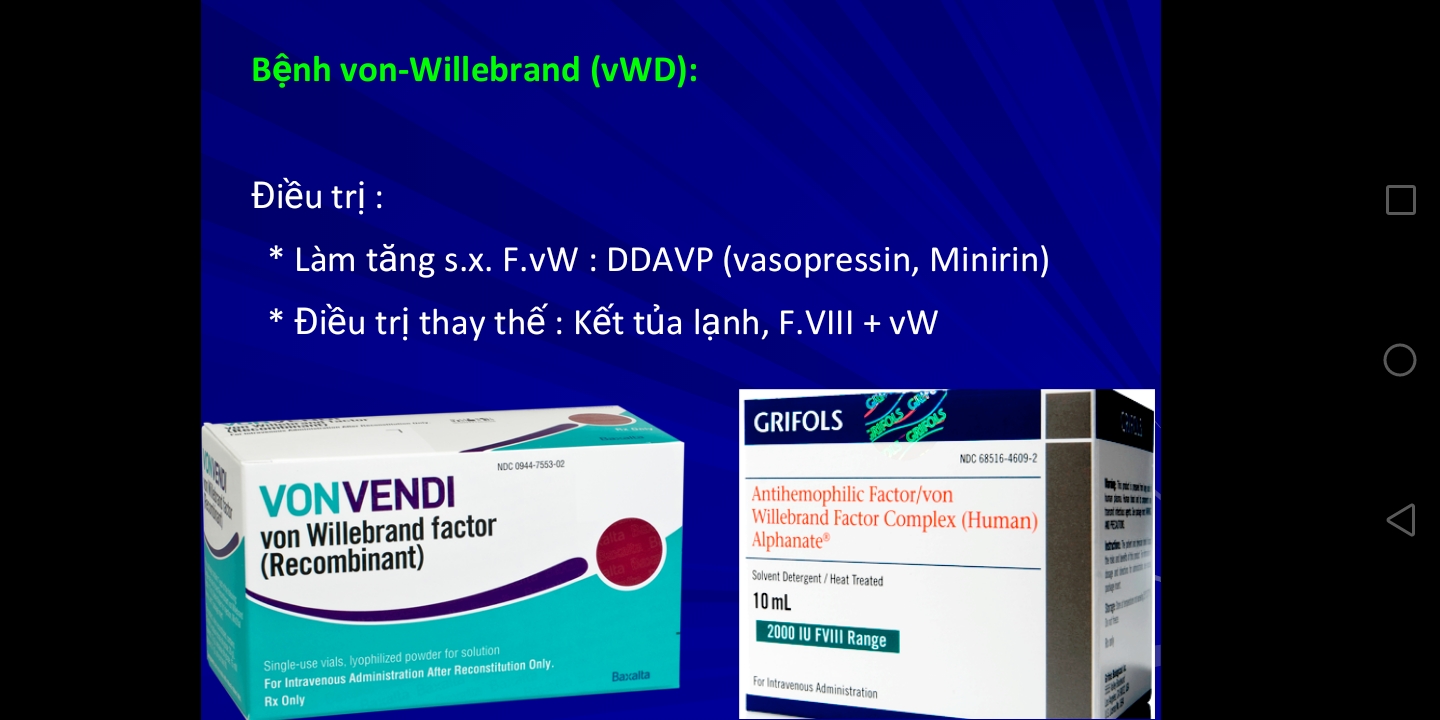 Bệnh von-Willebrand (vWD):
Điều trị :
* Làm tăng s.x. F.vW : DDAVP (vasopressin, Minirin)
* Điều trị thay thế : Kết tủa lạnh, F.VIII + vW
NDC 0944-7553-02
VONVENDI
von Willebrand factor
(Recombinant)
Single-use vials, lyophilized powder for solution
For Intravenous Administration After Reconstitution Only.
Rx Only
Baxalta
GRIFOLS
NDC 68516-4609-2
Antihemophilic Factor/von
Willebrand Factor Complex (Human)
Alphanate®
Solvent Detergent / Heat Treated
10 mL
2000 IU FVIII Range
For Intravenous Administration